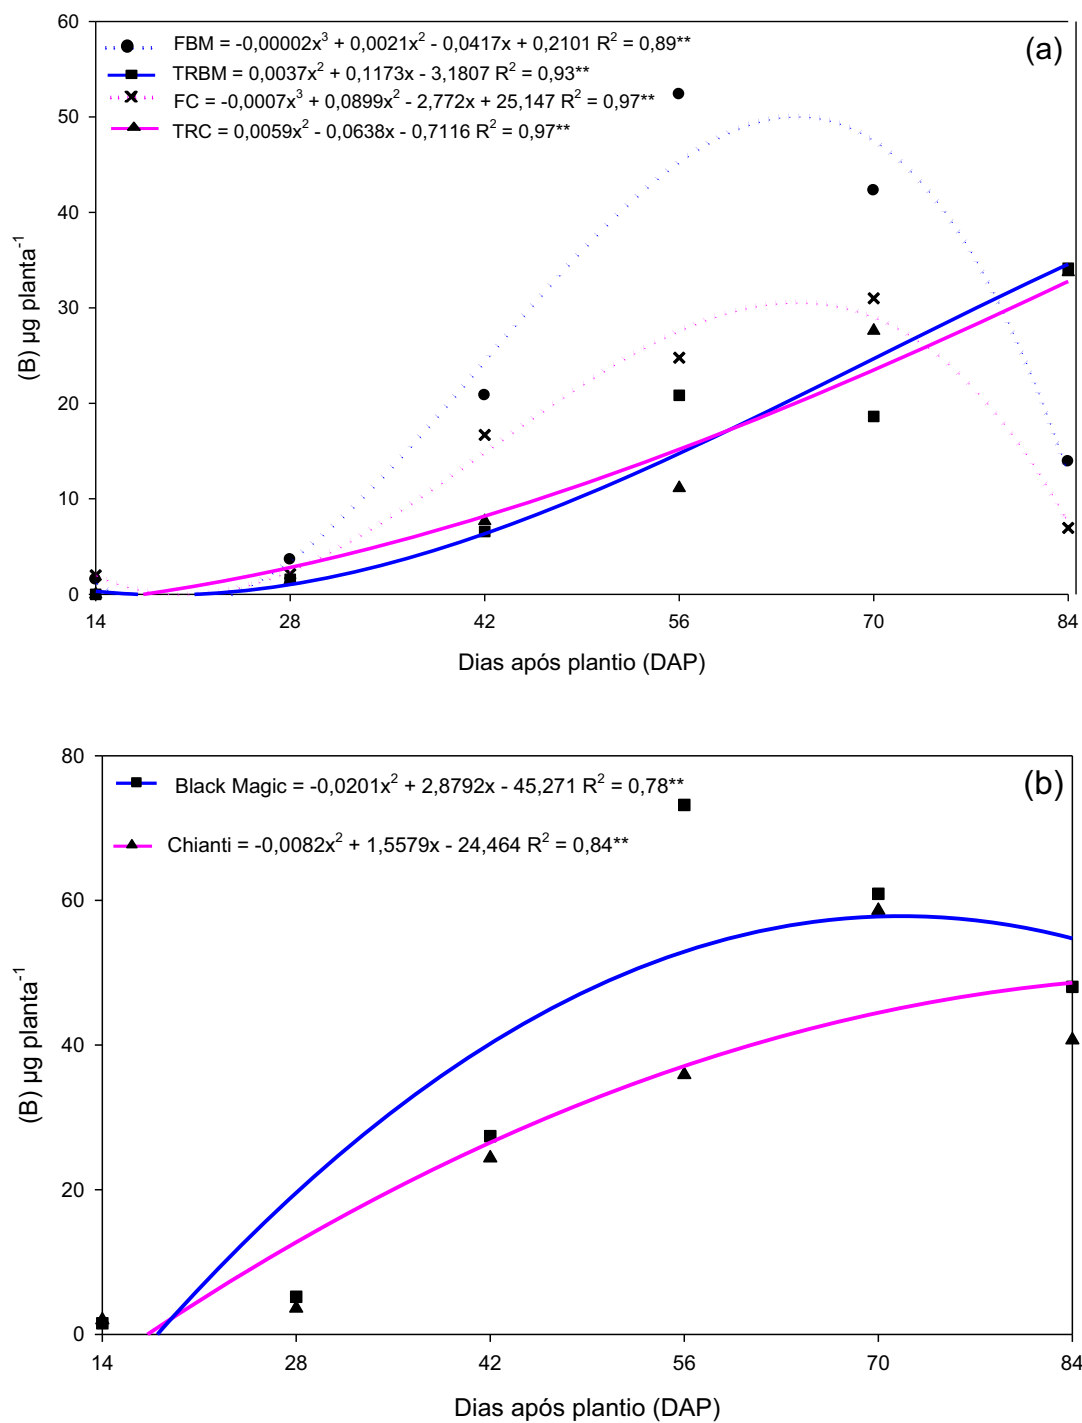 60
FBM = -0,00002x³ + 0,0021x² - 0,0417x + 0,2101 R² = 0,89**
(a)
TRBM = 0,0037x² + 0,1173x - 3,1807 R² = 0,93**
FC = -0,0007x³ + 0,0899x² - 2,772x + 25,147 R² = 0,97**
TRC = 0,0059x² - 0,0638x - 0,7116 R² = 0,97**
50
40
30
20
10
0
(B) µg planta⁻¹
14 28 42 56 70 84
Dias após plantio (DAP)
80
Black Magic = -0,0201x² + 2,8792x - 45,271 R² = 0,78**
(b)
Chianti = -0,0082x² + 1,5579x - 24,464 R² = 0,84**
60
40
20
0
(B) µg planta⁻¹
14 28 42 56 70 84
Dias após plantio (DAP)